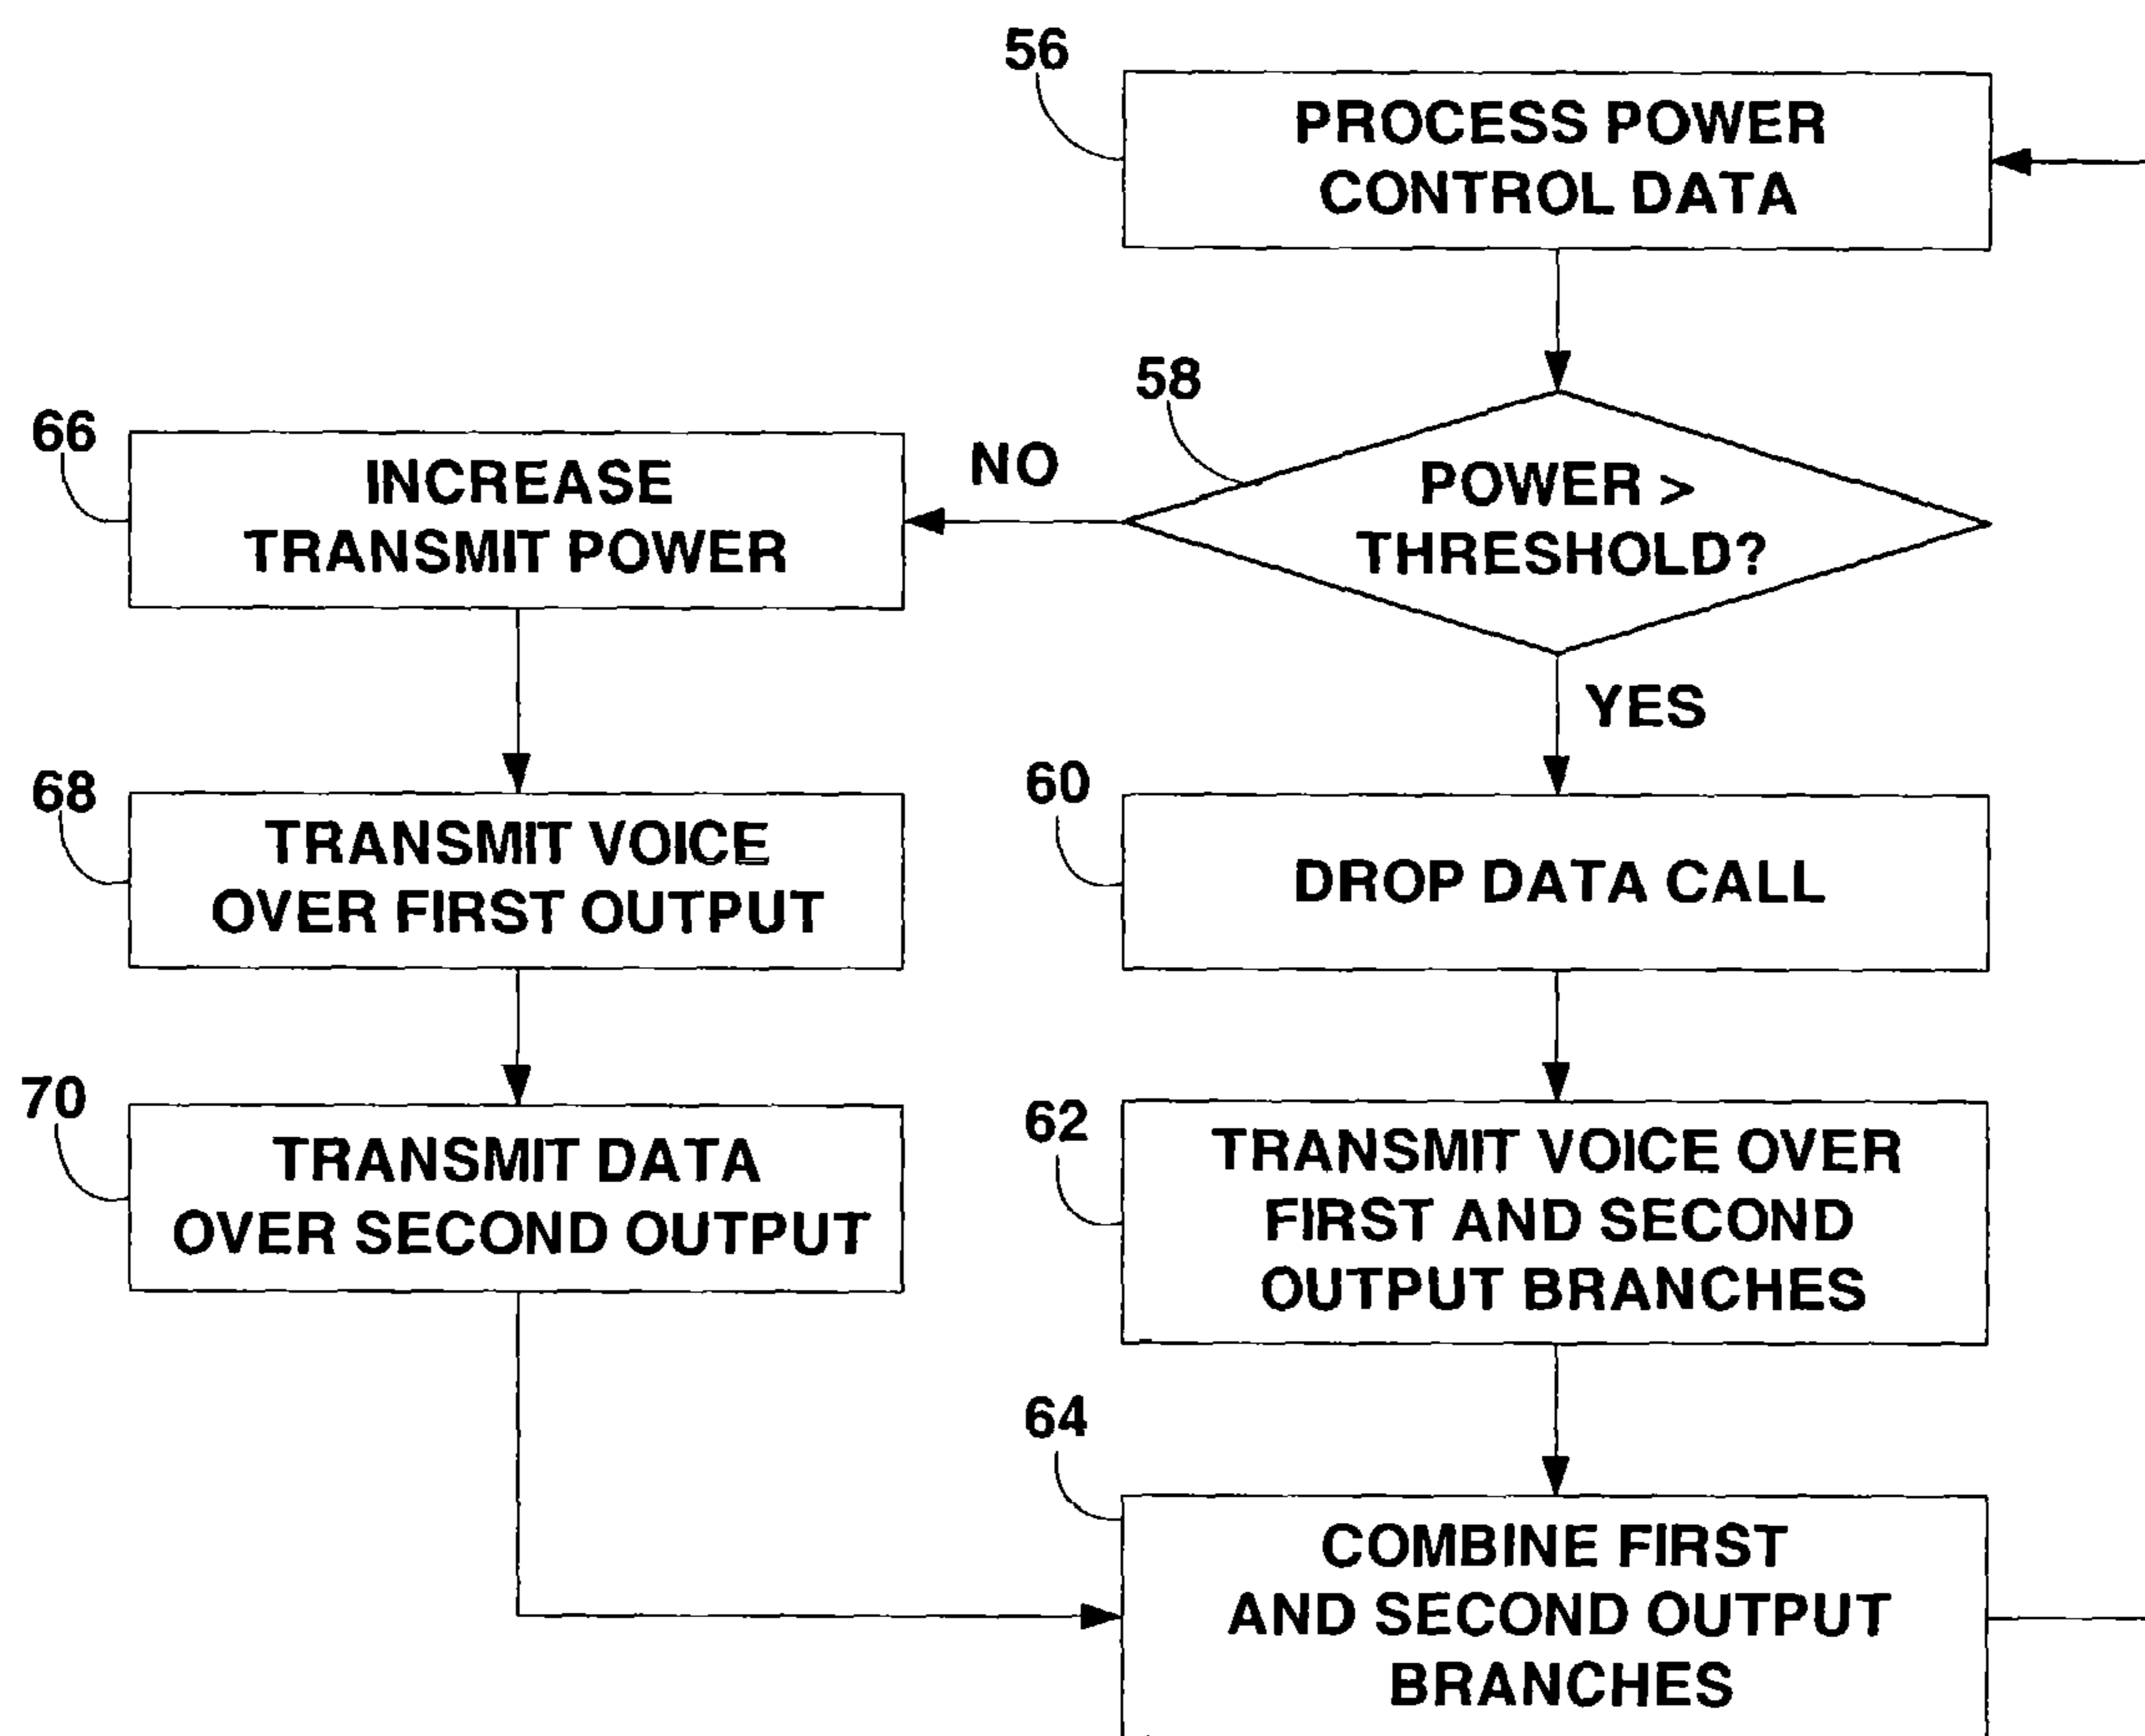 56
PROCESS POWER
CONTROL DATA
58
POWER >
THRESHOLD?
NO
YES
66
INCREASE
TRANSMIT POWER
68
TRANSMIT VOICE
OVER FIRST OUTPUT
70
TRANSMIT DATA
OVER SECOND OUTPUT
60
DROP DATA CALL
62
TRANSMIT VOICE OVER
FIRST AND SECOND
OUTPUT BRANCHES
64
COMBINE FIRST
AND SECOND OUTPUT
BRANCHES